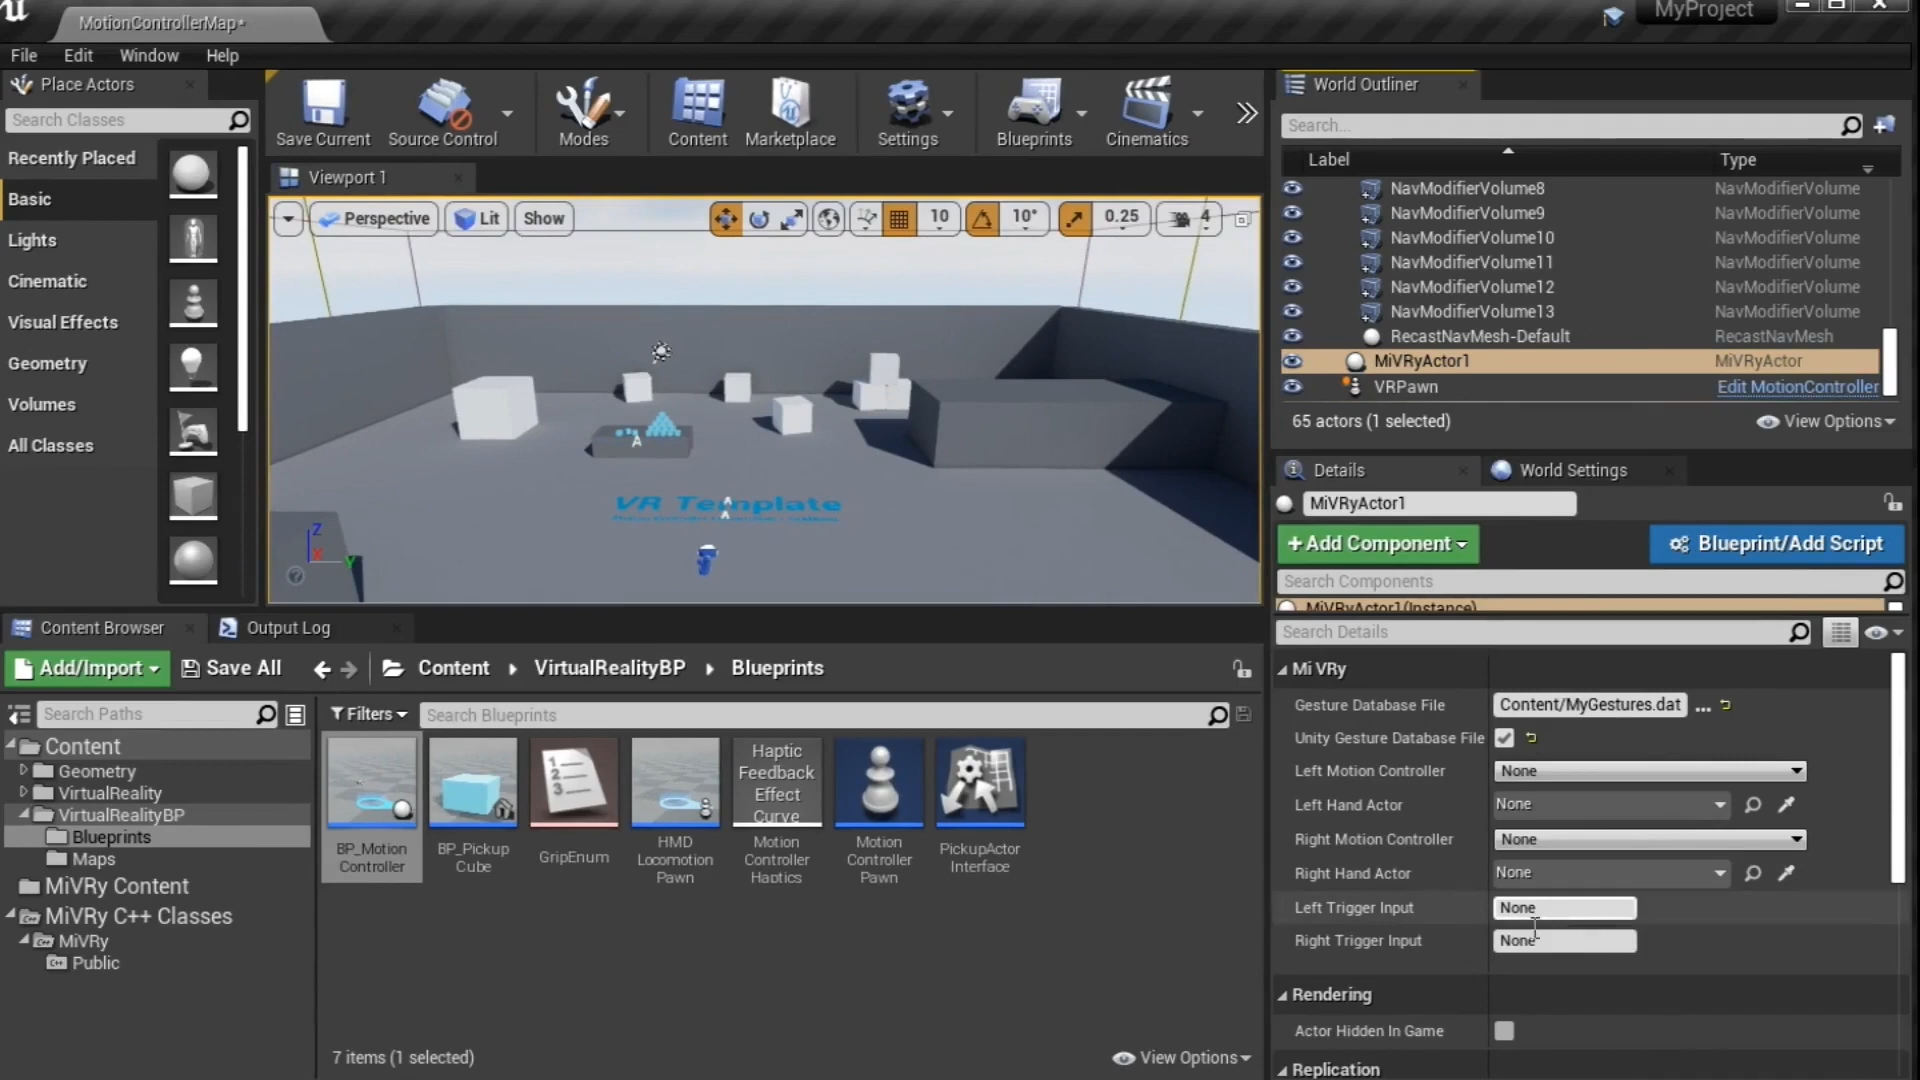 MotionControllerMap*
MyProject
File Edit Window Help
Place Actors
Search Classes
Recently Placed
Basic
Lights
Cinematic
Visual Effects
Geometry
Volumes
All Classes
Save Current
Source Control
Modes
Content
Marketplace
Settings
Blueprints
Cinematics
Viewport 1
Perspective
Lit
Show
10
10°
0.25
4
VR Template
A
A
A
Z
X
Y
World Outliner
Search...
Label Type
NavModifierVolume8 NavModifierVolume
NavModifierVolume9 NavModifierVolume
NavModifierVolume10 NavModifierVolume
NavModifierVolume11 NavModifierVolume
NavModifierVolume12 NavModifierVolume
NavModifierVolume13 NavModifierVolume
RecastNavMesh-Default RecastNavMesh
MiVRyActor1 MiVRyActor
VRPawn Edit MotionController
65 actors (1 selected)
View Options
Details
World Settings
MiVRyActor1
+Add Component
Blueprint/Add Script
Search Components
MiVRyActor1(Instance)
Search Details
Mi VRy
Gesture Database File Content/MyGestures.dat ...
Unity Gesture Database File
Left Motion Controller None
Left Hand Actor None
Right Motion Controller None
Right Hand Actor None
Left Trigger Input None
Right Trigger Input None
Rendering
Actor Hidden In Game
Replication
Content Browser
Output Log
Add/Import
Save All
Content
VirtualRealityBP
Blueprints
Search Paths
Filters
Search Blueprints
Content
Geometry
VirtualReality
VirtualRealityBP
Blueprints
Maps
MiVRy Content
MiVRy C++ Classes
MiVRy
Public
BP_Motion
Controller
BP_Pickup
Cube
1
2
3
GripEnum
HMD
Locomotion
Pawn
Haptic
Feedback
Effect
Curve
Motion
Controller
Haptics
Motion
Controller
Pawn
PickupActor
Interface
7 items (1 selected)
View Options